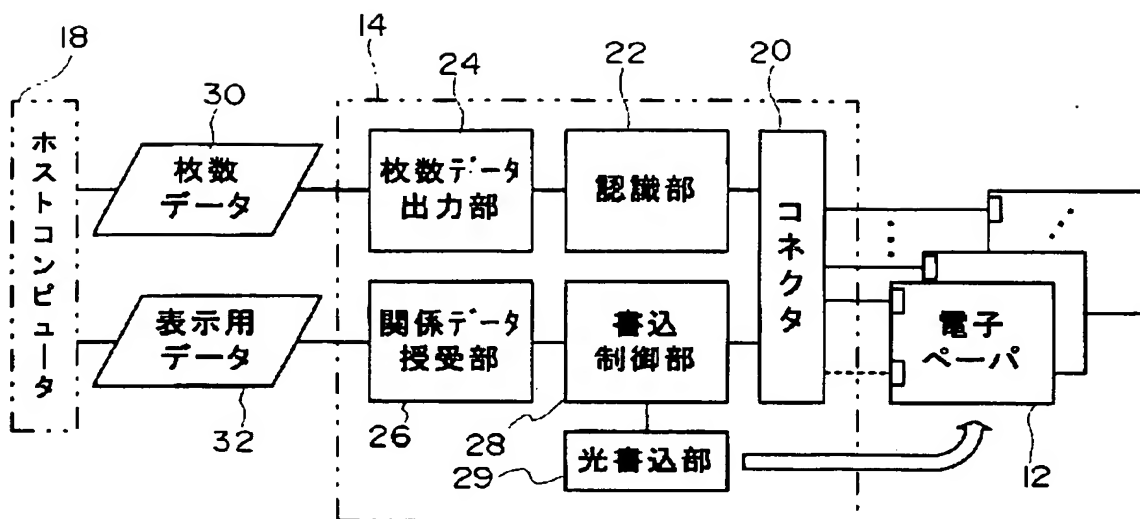 18
14
24
22
20
30
ホストコンピュータ
枚数
データ
枚数データ
出力部
認識部
コネクタ
表示用
データ
関係データ
授受部
書込
制御部
電子
ペーパ
32
26
28
29
光書込部
12